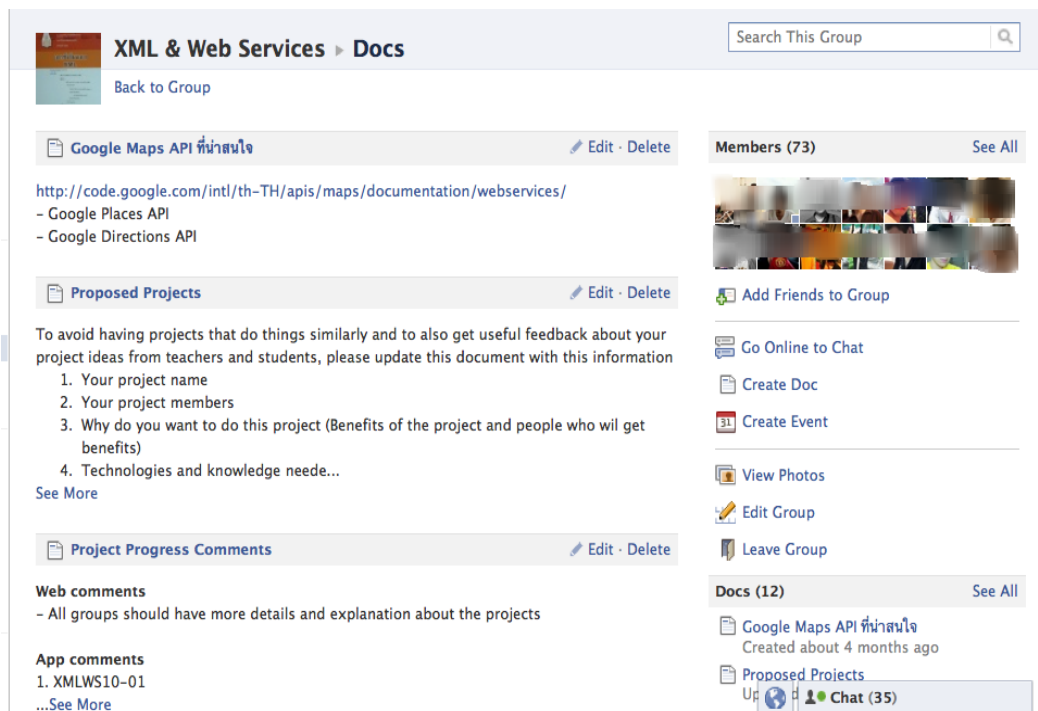 XML & Web Services ▸ Docs
Search This Group
Back to Group
Google Maps API ที่น่าสนใจ
Edit · Delete
http://code.google.com/intl/th-TH/apis/maps/documentation/webservices/
– Google Places API
– Google Directions API
Proposed Projects
Edit · Delete
To avoid having projects that do things similarly and to also get useful feedback about your
project ideas from teachers and students, please update this document with this information
1. Your project name
2. Your project members
3. Why do you want to do this project (Benefits of the project and people who wil get
benefits)
4. Technologies and knowledge neede...
See More
Project Progress Comments
Edit · Delete
Web comments
– All groups should have more details and explanation about the projects
App comments
1. XMLWS10-01
...See More
Members (73)
See All
Add Friends to Group
Go Online to Chat
Create Doc
31 Create Event
View Photos
Edit Group
Leave Group
Docs (12)
See All
Google Maps API ที่น่าสนใจ
Created about 4 months ago
Proposed Projects
Chat (35)